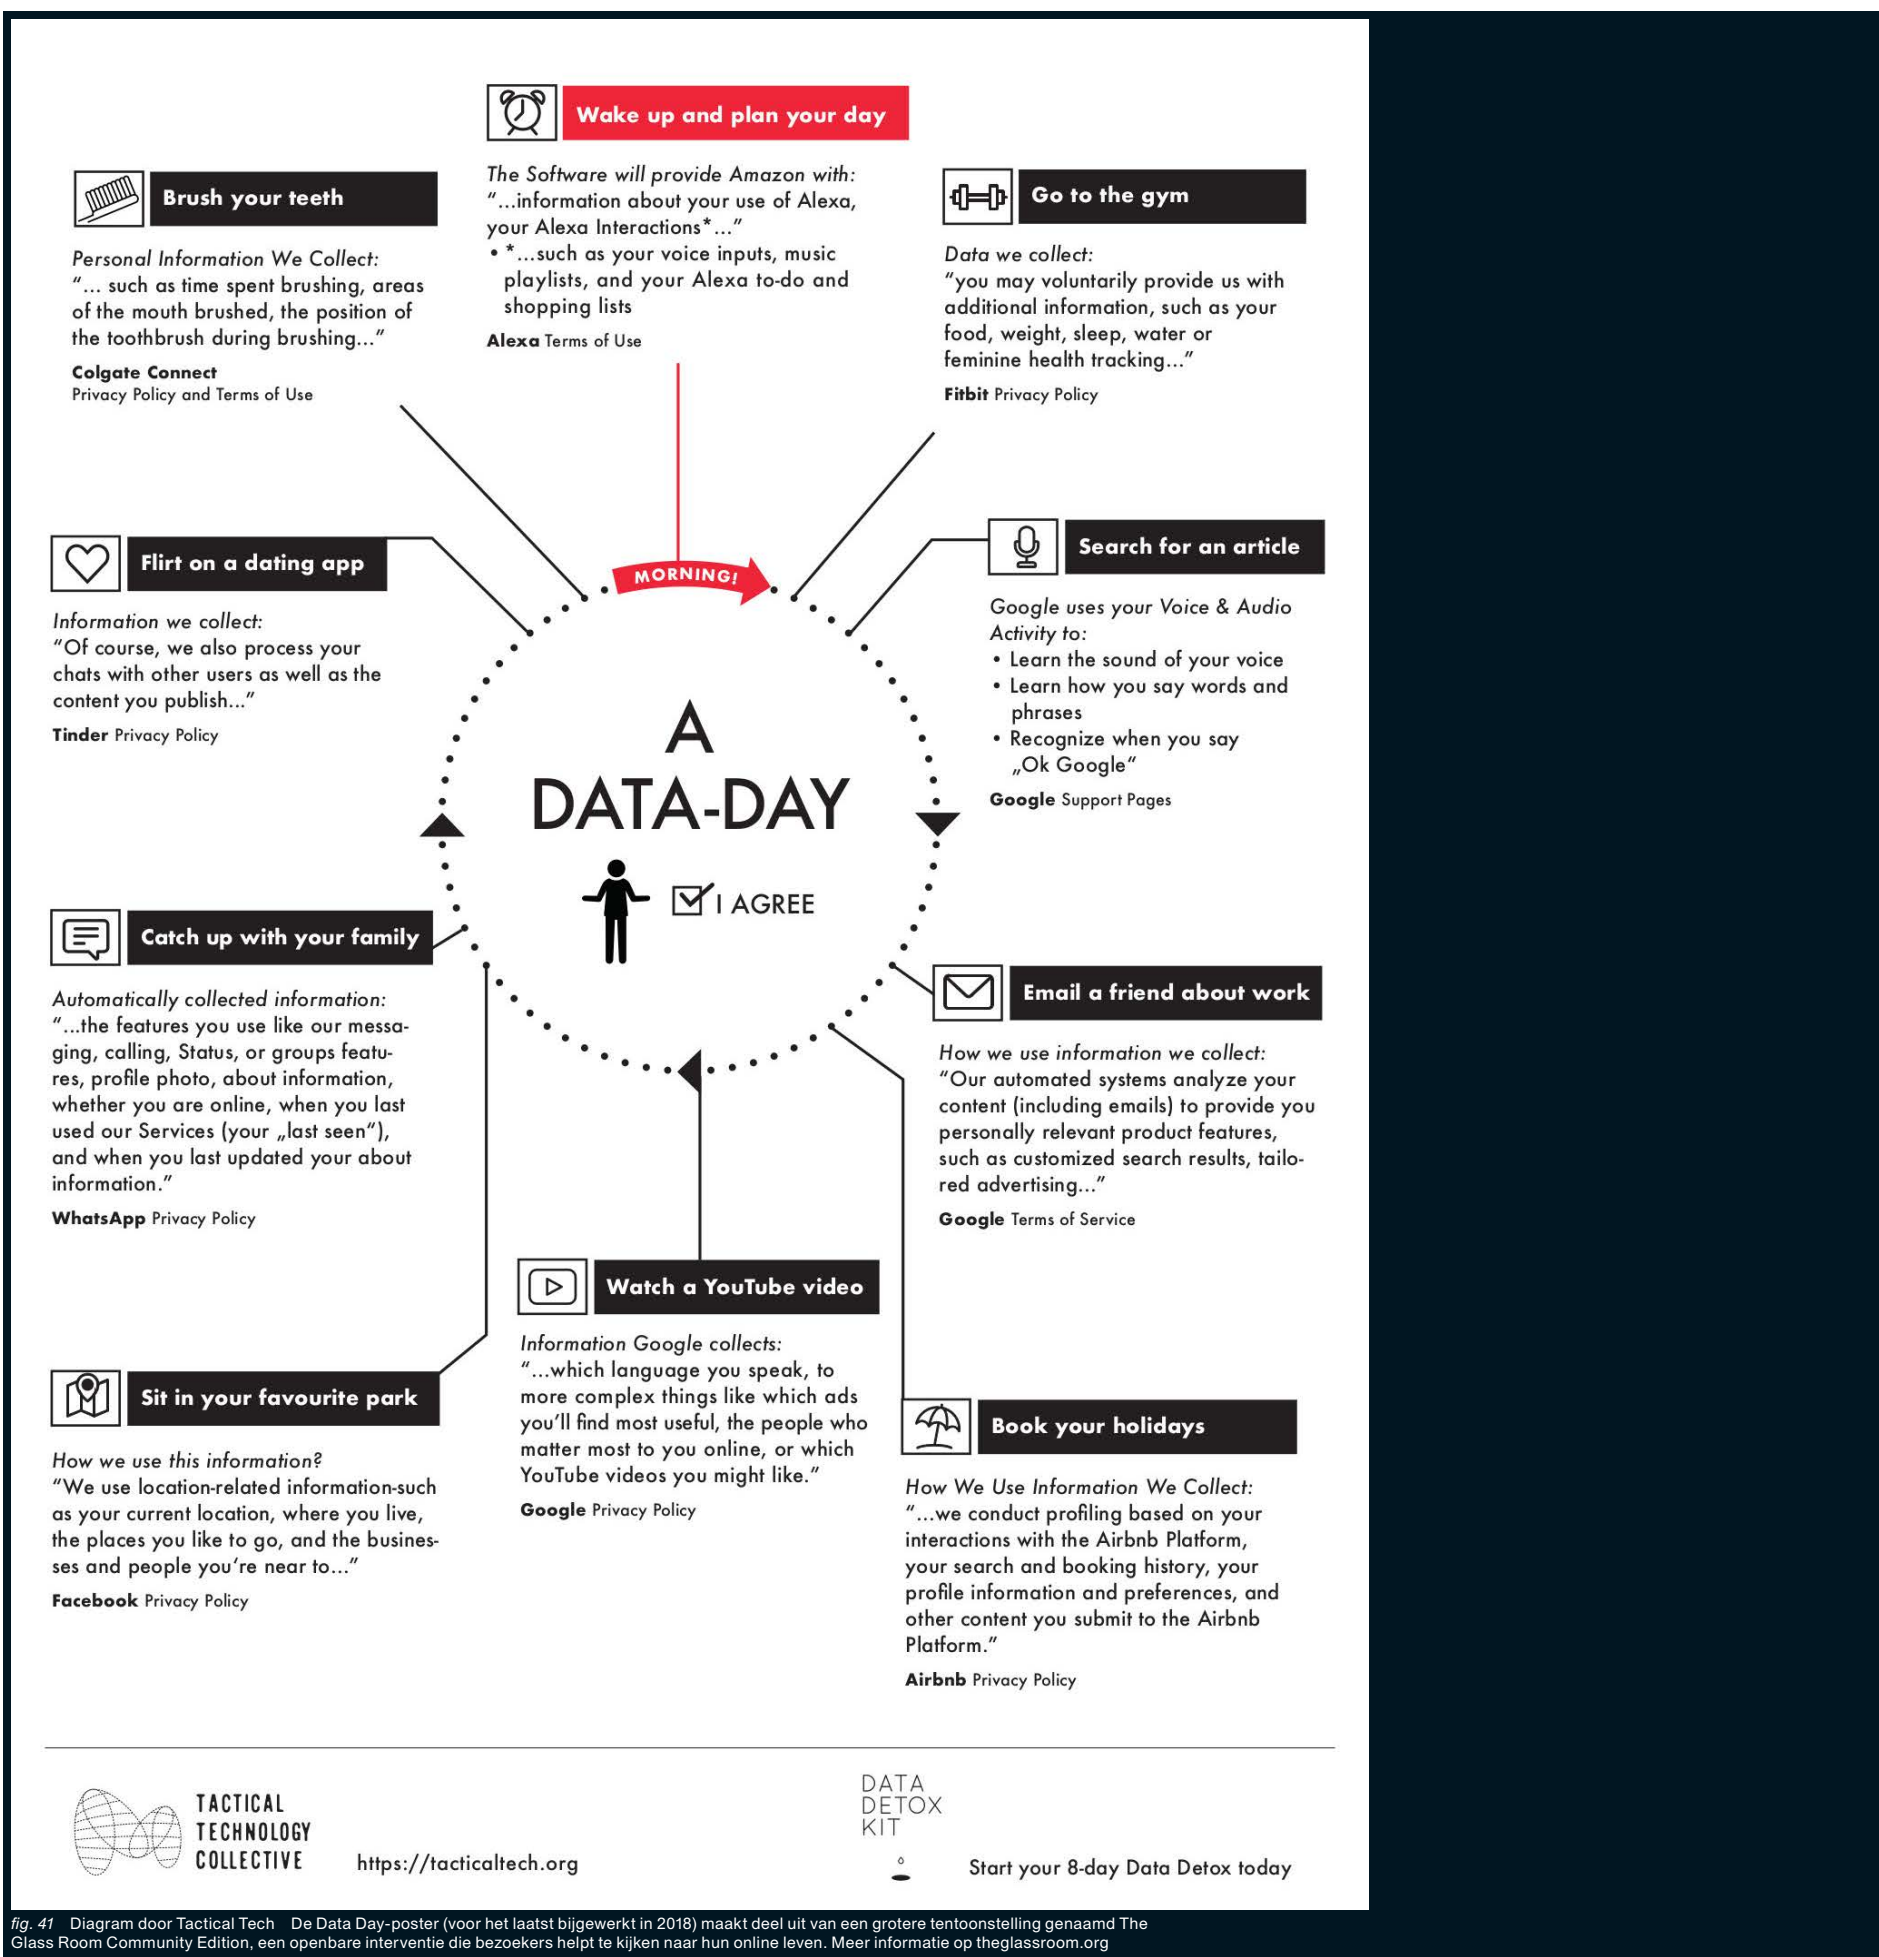 Wake up and plan your day
The Software will provide Amazon with:
“...information about your use of Alexa,
your Alexa Interactions*...”
• *...such as your voice inputs, music
playlists, and your Alexa to-do and
shopping lists
Alexa Terms of Use
Go to the gym
Data we collect:
“you may voluntarily provide us with
additional information, such as your
food, weight, sleep, water or
feminine health tracking...”
Fitbit Privacy Policy
Search for an article
Google uses your Voice & Audio
Activity to:
• Learn the sound of your voice
• Learn how you say words and
phrases
• Recognize when you say
„Ok Google“
Google Support Pages
Email a friend about work
How we use information we collect:
“Our automated systems analyze your
content (including emails) to provide you
personally relevant product features,
such as customized search results, tailo-
red advertising...”
Google Terms of Service
Book your holidays
How We Use Information We Collect:
“...we conduct profiling based on your
interactions with the Airbnb Platform,
your search and booking history, your
profile information and preferences, and
other content you submit to the Airbnb
Platform.”
Airbnb Privacy Policy
Watch a YouTube video
Information Google collects:
“...which language you speak, to
more complex things like which ads
you’ll find most useful, the people who
matter most to you online, or which
YouTube videos you might like.”
Google Privacy Policy
Sit in your favourite park
How we use this information?
“We use location-related information-such
as your current location, where you live,
the places you like to go, and the busines-
ses and people you’re near to...”
Facebook Privacy Policy
Catch up with your family
Automatically collected information:
“...the features you use like our messa-
ging, calling, Status, or groups featu-
res, profile photo, about information,
whether you are online, when you last
used our Services (your „last seen“),
and when you last updated your about
information.”
WhatsApp Privacy Policy
Flirt on a dating app
Information we collect:
“Of course, we also process your
chats with other users as well as the
content you publish...”
Tinder Privacy Policy
Brush your teeth
Personal Information We Collect:
“... such as time spent brushing, areas
of the mouth brushed, the position of
the toothbrush during brushing...”
Colgate Connect
Privacy Policy and Terms of Use
MORNING!
A
DATA-DAY
I AGREE
TACTICAL
TECHNOLOGY
COLLECTIVE
https://tacticaltech.org
DATA
DETOX
KIT
Start your 8-day Data Detox today
fig. 41 Diagram door Tactical Tech De Data Day-poster (voor het laatst bijgewerkt in 2018) maakt deel uit van een grotere tentoonstelling genaamd The
Glass Room Community Edition, een openbare interventie die bezoekers helpt te kijken naar hun online leven. Meer informatie op theglassroom.org